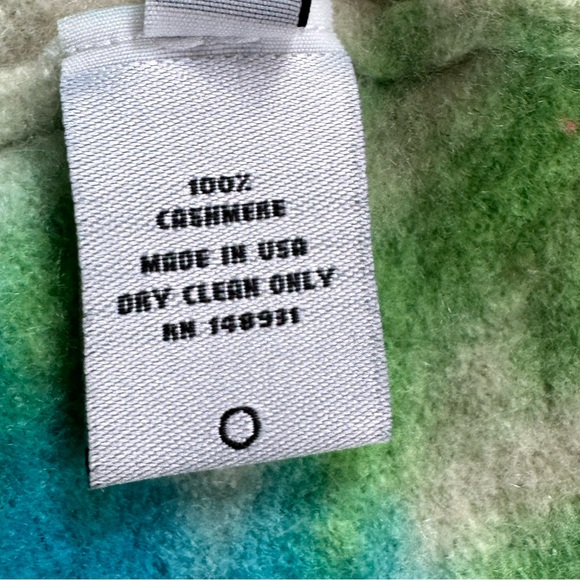 100%
CASHMERE
MADE IN USA
DRY CLEAN ONLY
RN 148931